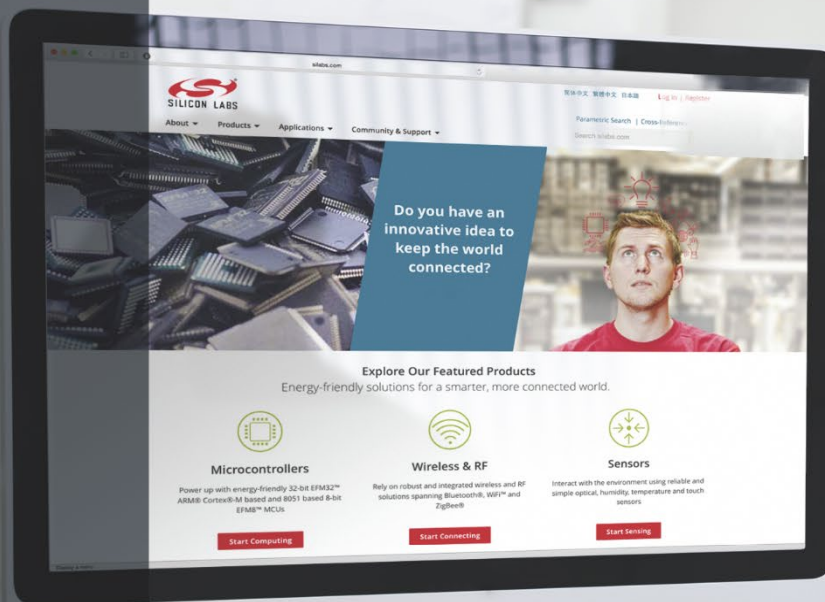 silabs.com
SILICON LABS
简体中文 繁體中文 日本語 Log In | Register
About Products Applications Community & Support
Parametric Search | Cross-Reference
Search silabs.com
Do you have an
innovative idea to
keep the world
connected?
Explore Our Featured Products
Energy-friendly solutions for a smarter, more connected world.
Microcontrollers
Power up with energy-friendly 32-bit EFM32™
ARM® Cortex®-M based and 8051 based 8-bit
EFM8™ MCUs
Start Computing
Wireless & RF
Rely on robust and integrated wireless and RF
solutions spanning Bluetooth®, WiFi™ and
ZigBee®
Start Connecting
Sensors
Interact with the environment using reliable and
simple optical, humidity, temperature and touch
sensors
Start Sensing
Display a menu